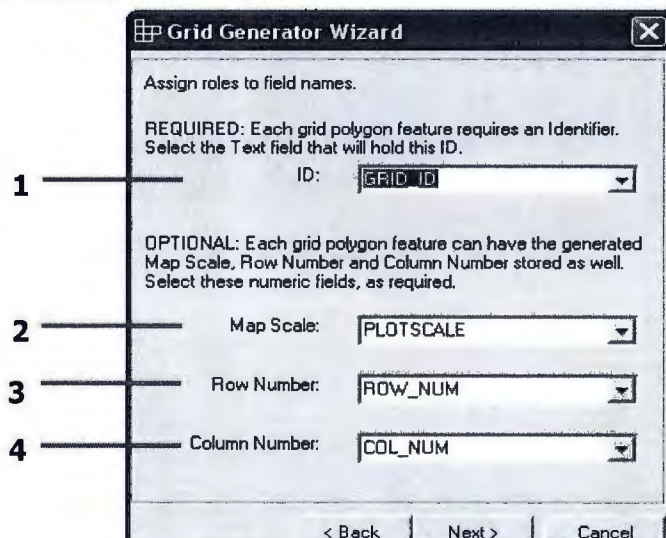 Grid Generator Wizard
Assign roles to field names.
REQUIRED: Each grid polygon feature requires an Identifier.
Select the Text field that will hold this ID.
1 ID: GRID_ID
OPTIONAL: Each grid polygon feature can have the generated
Map Scale, Row Number and Column Number stored as well.
Select these numeric fields, as required.
2 Map Scale: PLOTSCALE
3 Row Number: ROW_NUM
4 Column Number: COL_NUM
< Back Next > Cancel